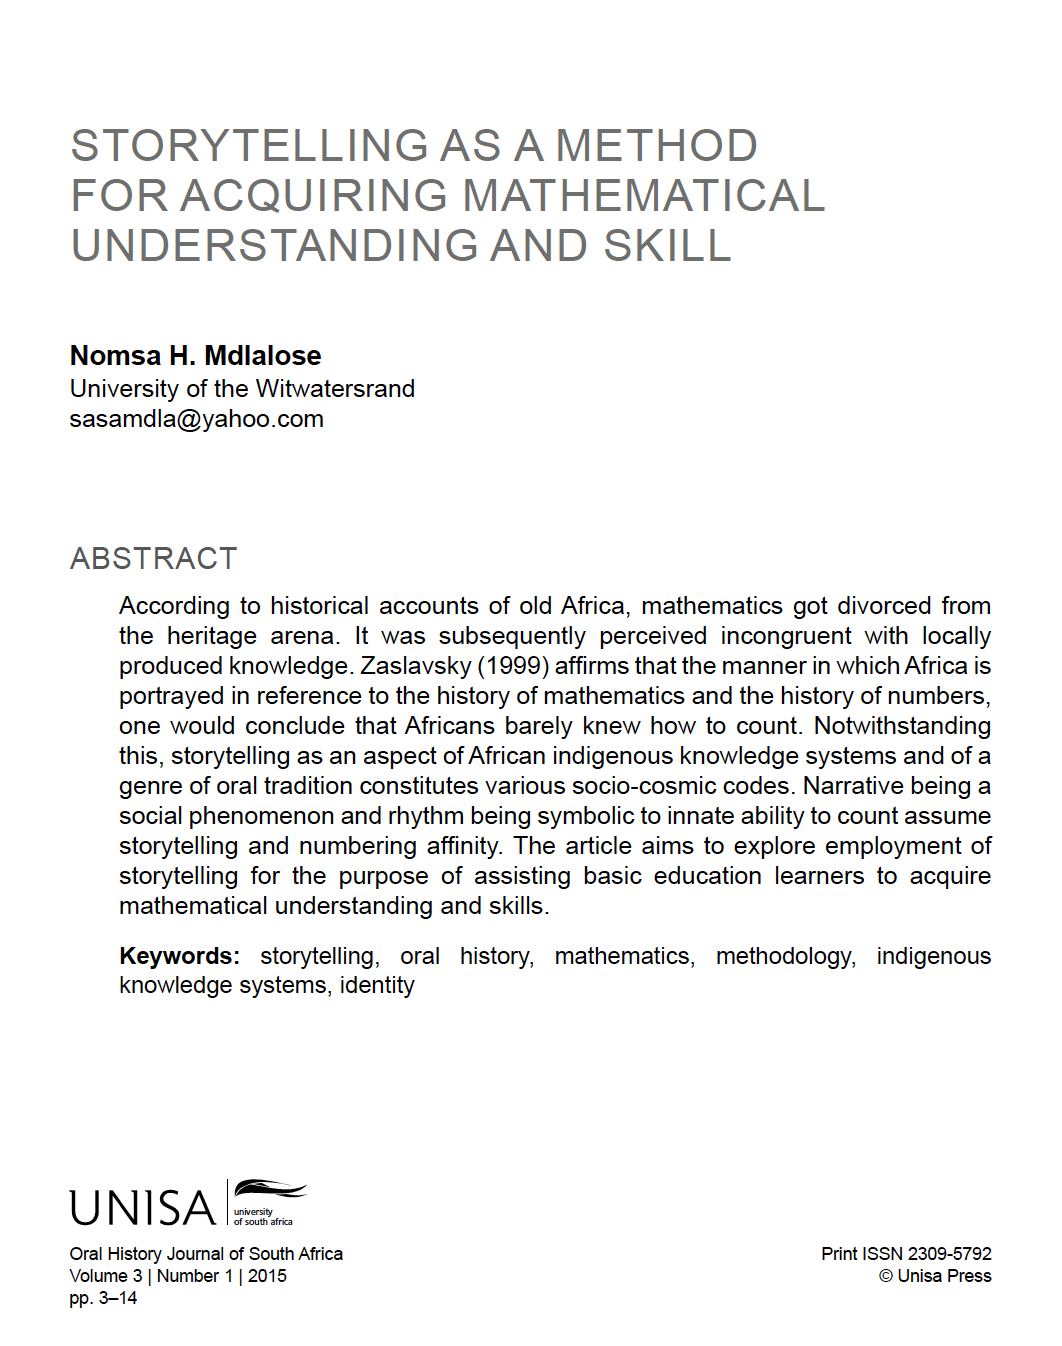 STORYTELLING AS A METHOD
FOR ACQUIRING MATHEMATICAL
UNDERSTANDING AND SKILL
Nomsa H. Mdlalose
University of the Witwatersrand
sasamdla@yahoo.com
ABSTRACT
According to historical accounts of old Africa, mathematics got divorced from
the heritage arena. It was subsequently perceived incongruent with locally
produced knowledge. Zaslavsky (1999) affirms that the manner in which Africa is
portrayed in reference to the history of mathematics and the history of numbers,
one would conclude that Africans barely knew how to count. Notwithstanding
this, storytelling as an aspect of African indigenous knowledge systems and of a
genre of oral tradition constitutes various socio-cosmic codes. Narrative being a
social phenomenon and rhythm being symbolic to innate ability to count assume
storytelling and numbering affinity. The article aims to explore employment of
storytelling for the purpose of assisting basic education learners to acquire
mathematical understanding and skills.
Keywords: storytelling, oral history, mathematics, methodology, indigenous
knowledge systems, identity
UNISA
university
of south africa
Oral History Journal of South Africa
Volume 3 | Number 1 | 2015
pp. 3–14
Print ISSN 2309-5792
© Unisa Press